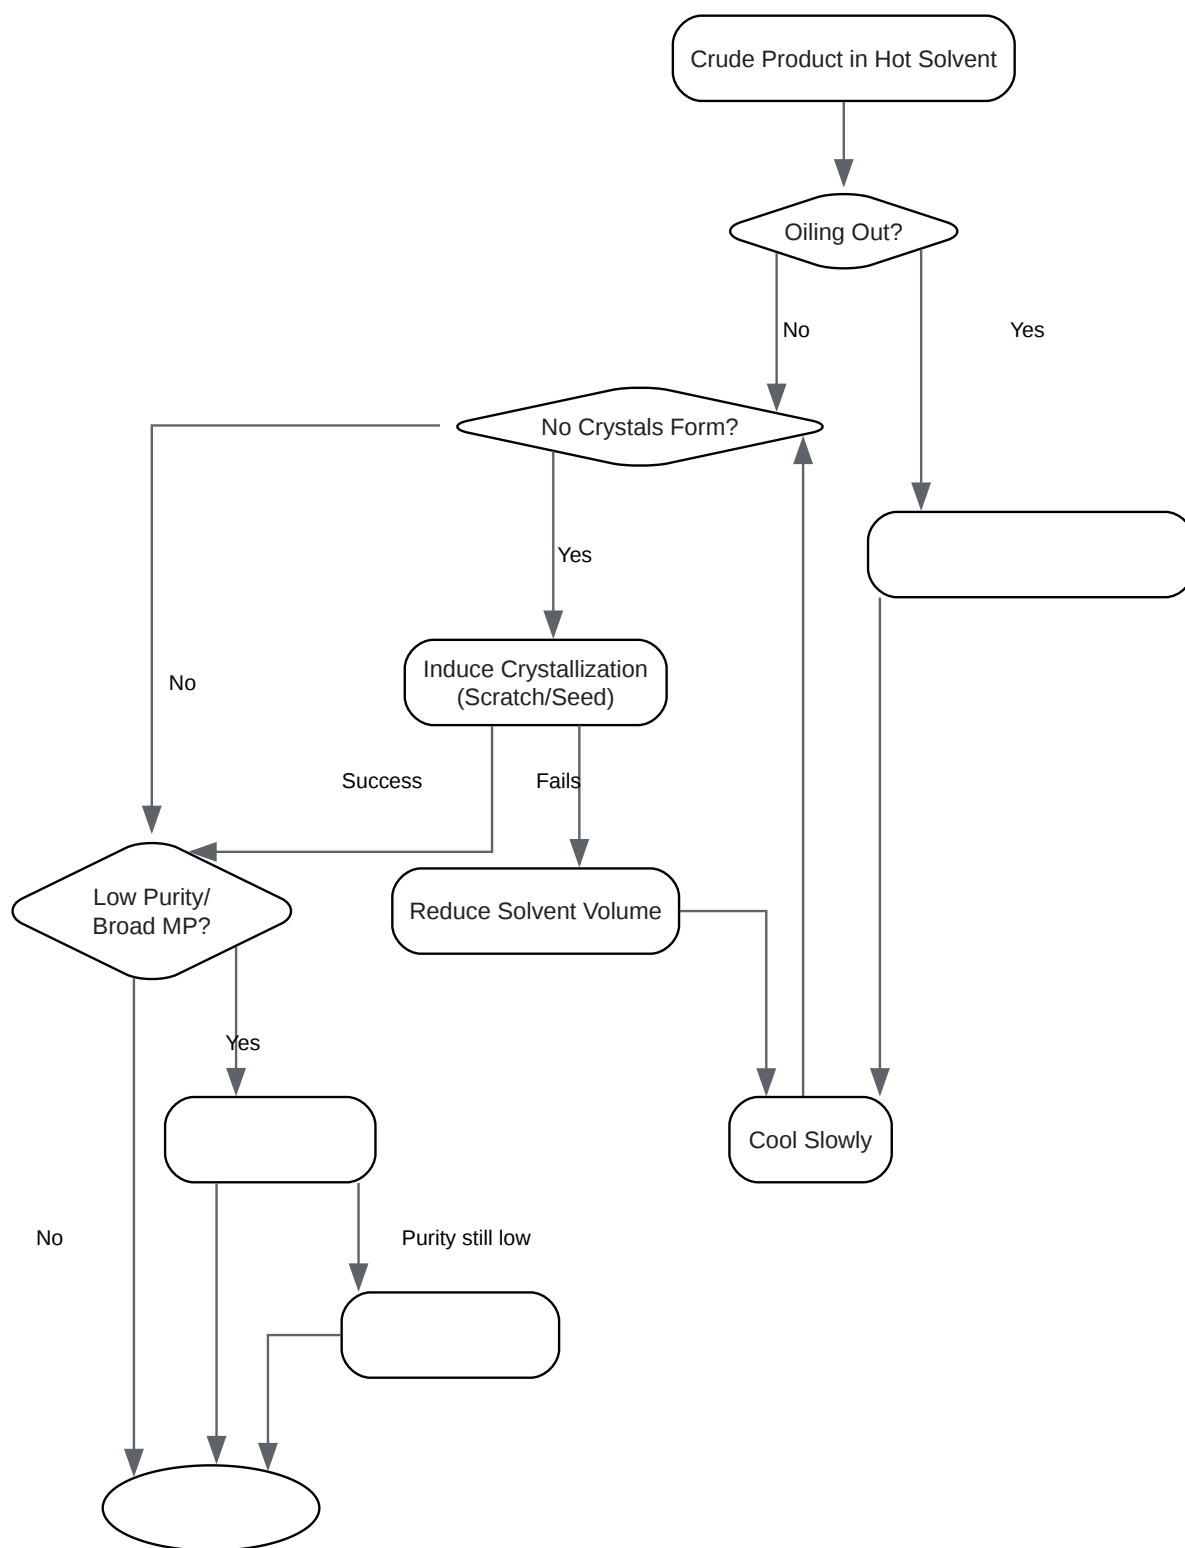 Crude Product in Hot Solvent
Oiling Out?
No
Yes
No Crystals Form?
Yes
Induce Crystallization
(Scratch/Seed)
No
Success
Fails
Low Purity/
Broad MP?
Reduce Solvent Volume
Yes
Cool Slowly
No
Purity still low